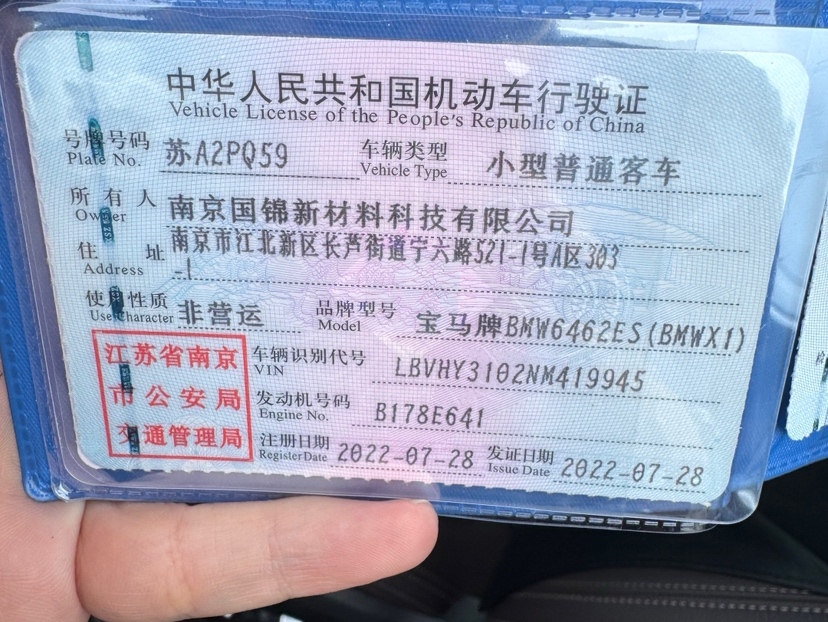 中华人民共和国机动车行驶证
Vehicle License of the People's Republic of China
号牌号码 苏A2PQ59 车辆类型 小型普通客车
Plate No. Vehicle Type
所有人 南京国锦新材料科技有限公司
Owner
住址 南京市江北新区长芦街道宁六路521-1号A区303
Address -1
使用性质 非营运 品牌型号 宝马牌BMW6462ES(BMWX1)
Use Character Model
江苏省南京 车辆识别代号 LBVHY3102NM419945
VIN
市公安局 发动机号码 B178E641
Engine No.
交通管理局 注册日期 2022-07-28 发证日期 2022-07-28
Register Date Issue Date